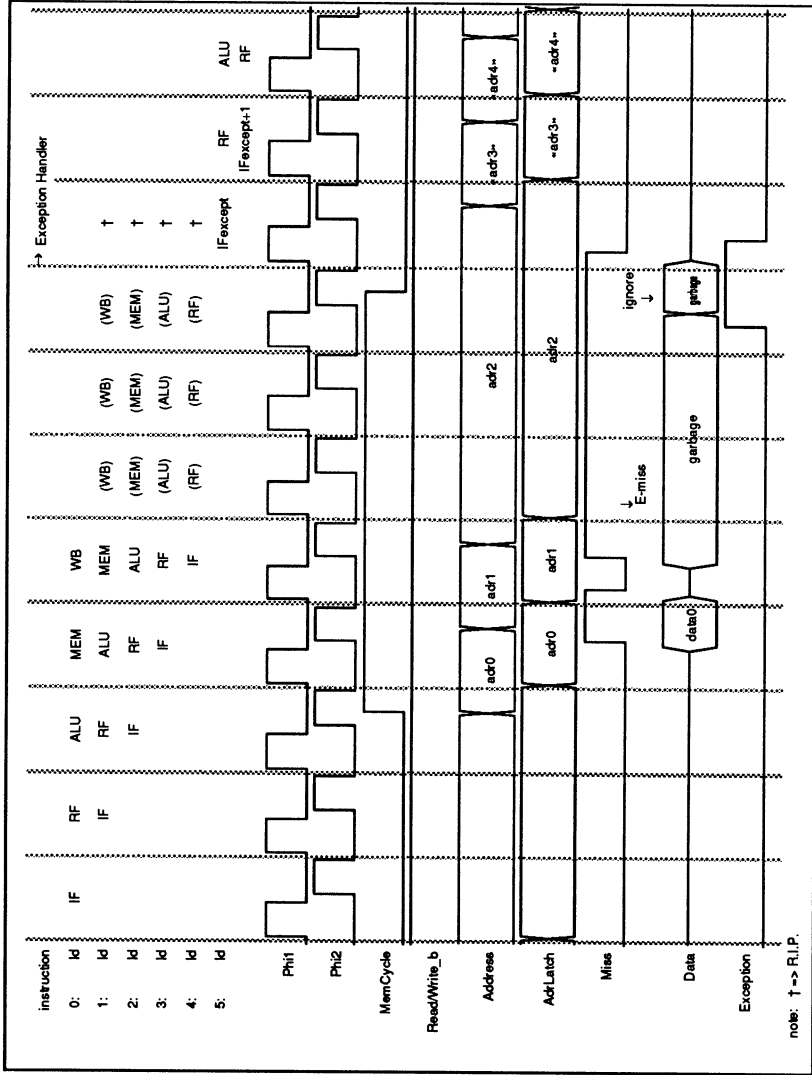 instruction → Exception Handler
0: ld IF RF ALU MEM WB
1: ld IF RF ALU MEM (WB) (WB) (WB) †
2: ld IF RF ALU (MEM) (MEM) (MEM) †
3: ld IF RF (ALU) (ALU) (ALU) †
4: ld IF (RF) (RF) (RF) †
5: ld IFexcept RF ALU
IFexcept+1 RF
Phi1
Phi2
MemCycle
Read/Write_b
Address adr0 adr1 adr2 «adr3» «adr4»
AdrLatch adr0 adr1 adr2 «adr3» «adr4»
↓ E-miss ignore ↓
Miss
Data data0 garbage garbage
Exception
note: † => R.I.P.